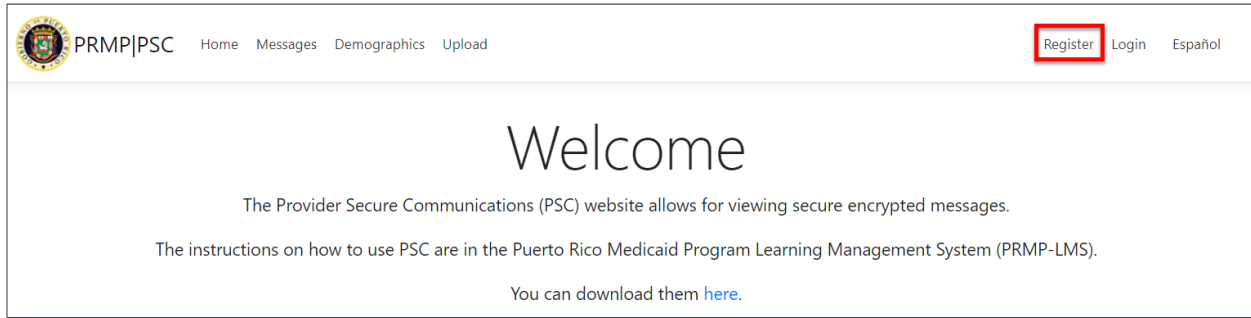 PRMP|PSC Home Messages Demographics Upload Register Login Español
Welcome
The Provider Secure Communications (PSC) website allows for viewing secure encrypted messages.
The instructions on how to use PSC are in the Puerto Rico Medicaid Program Learning Management System (PRMP-LMS).
You can download them here.